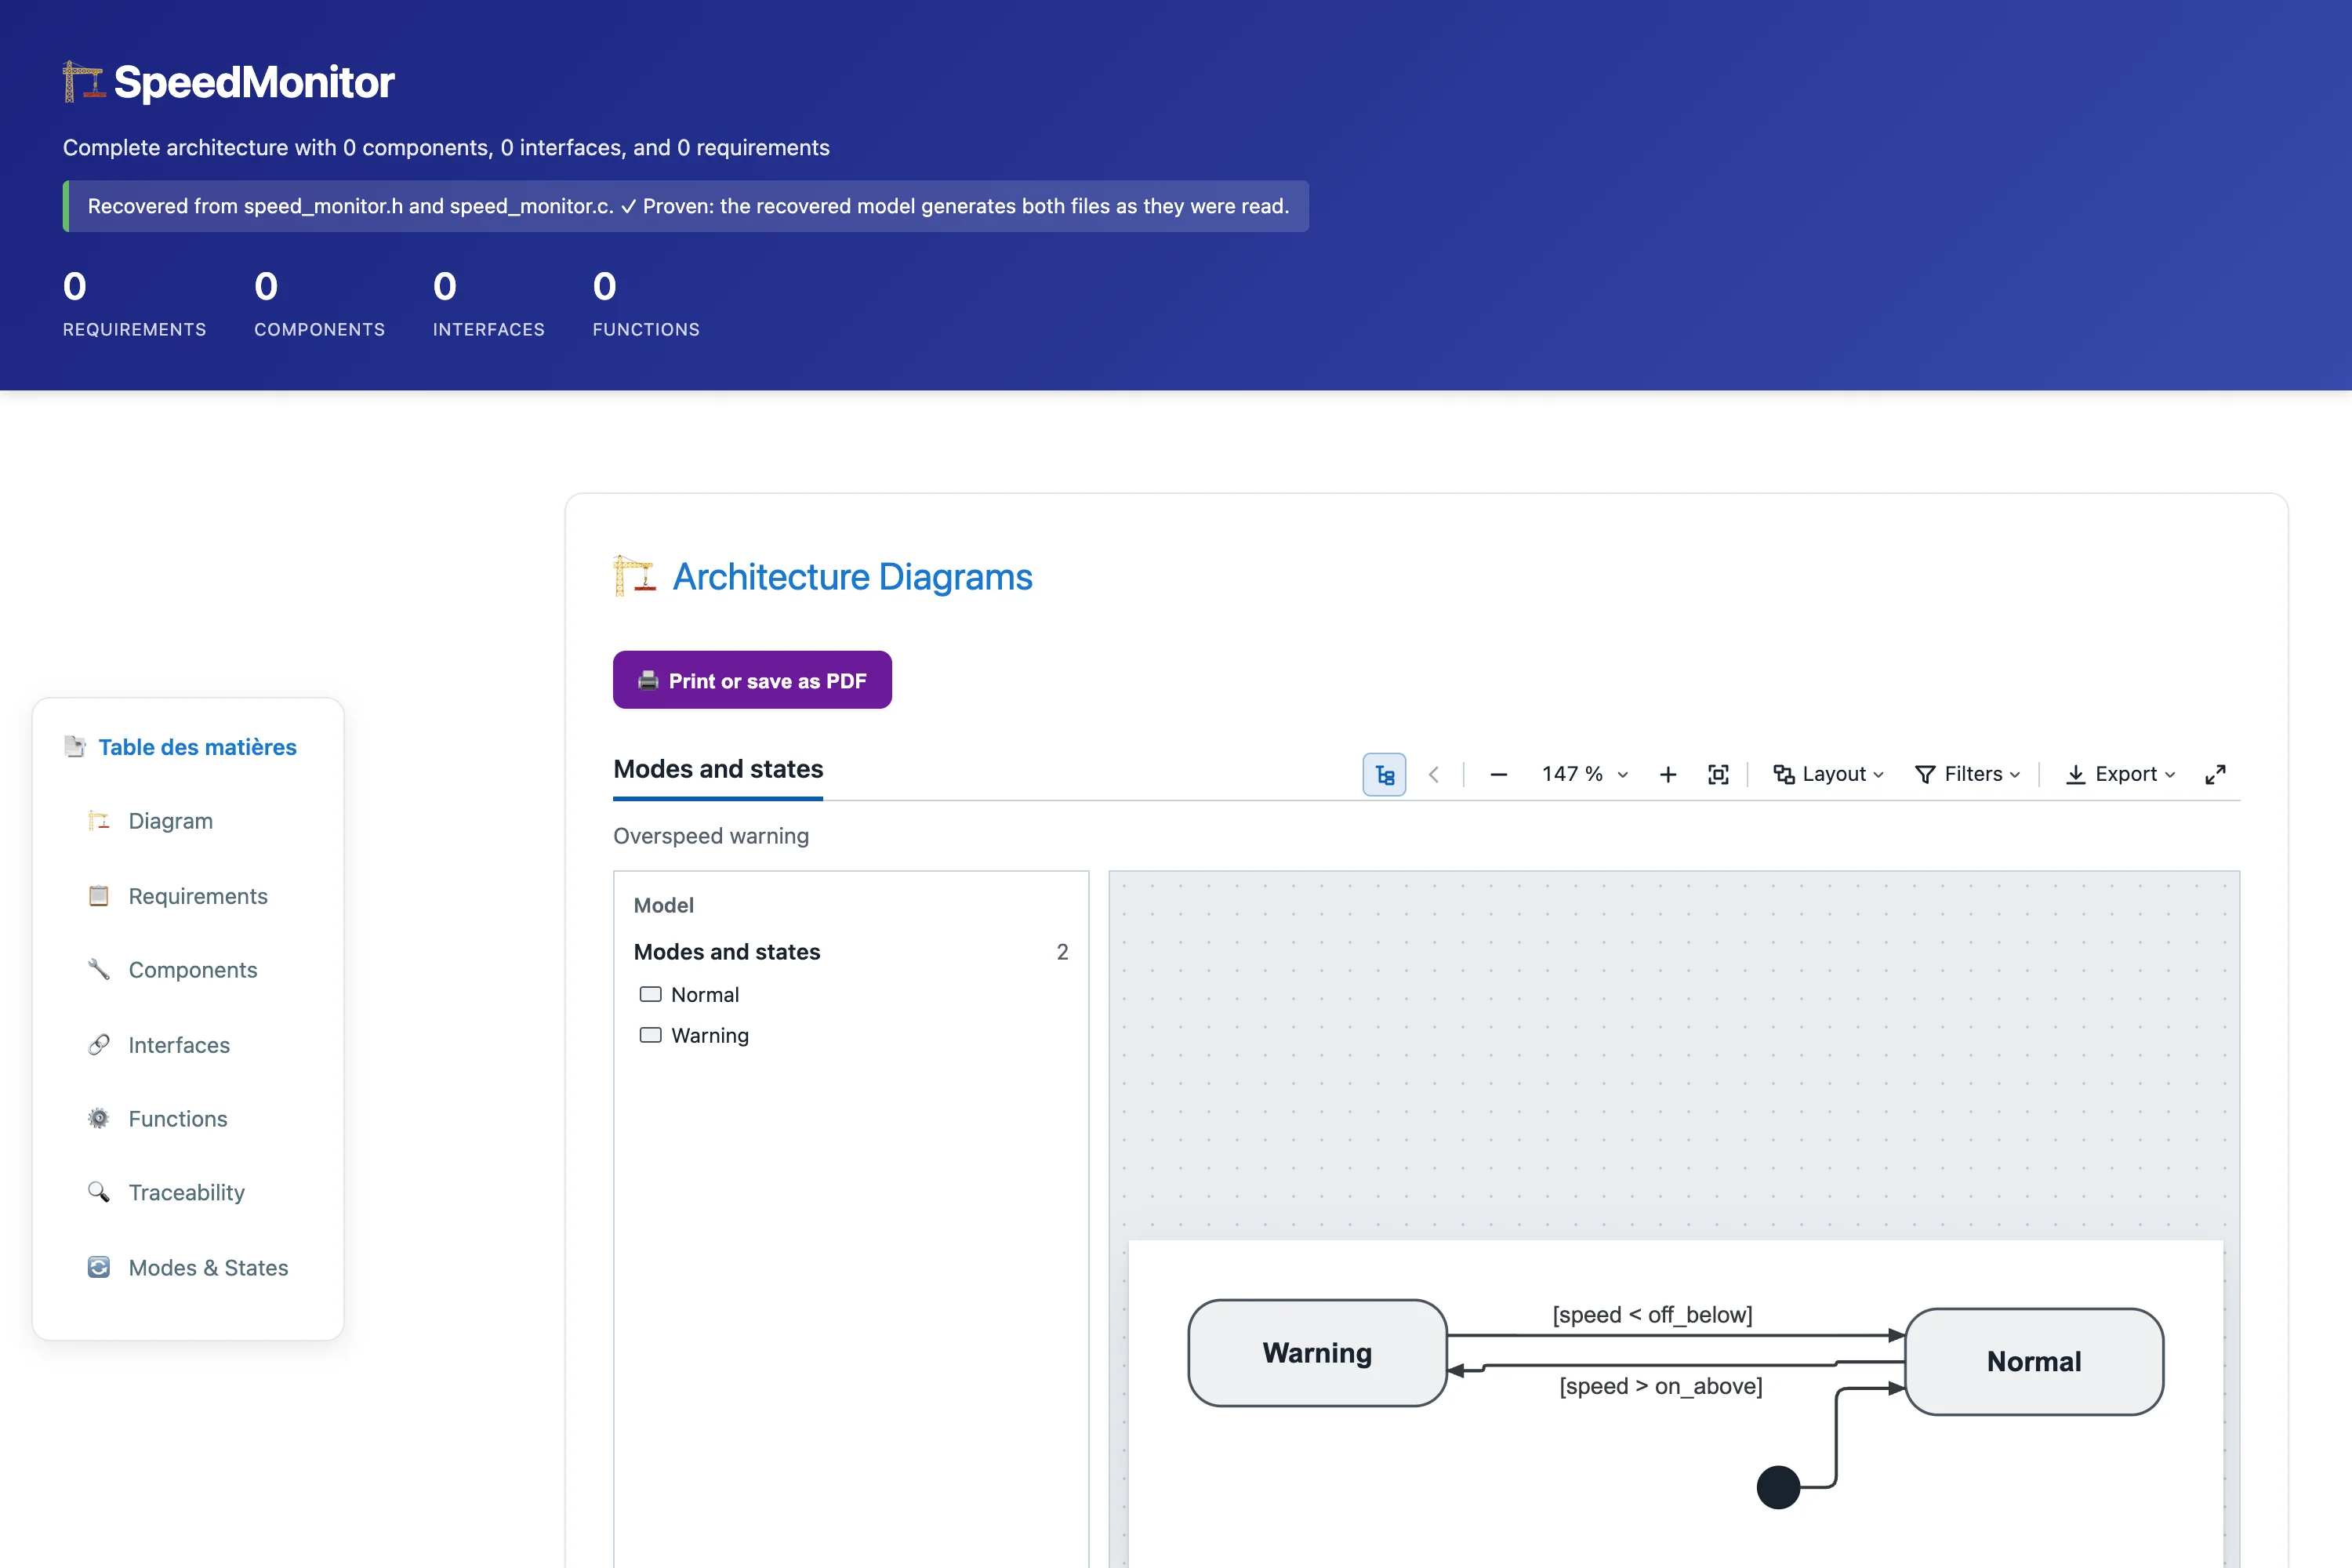 SpeedMonitor
Complete architecture with 0 components, 0 interfaces, and 0 requirements
Recovered from speed_monitor.h and speed_monitor.c. ✓ Proven: the recovered model generates both files as they were read.
0 0 0 0
REQUIREMENTS COMPONENTS INTERFACES FUNCTIONS
Architecture Diagrams
Print or save as PDF
Table des matières
Diagram
Requirements
Components
Interfaces
Functions
Traceability
Modes & States
Modes and states
147 % Layout Filters Export
Overspeed warning
Model
Modes and states 2
Normal
Warning
[speed < off_below]
Warning
Normal
[speed > on_above]